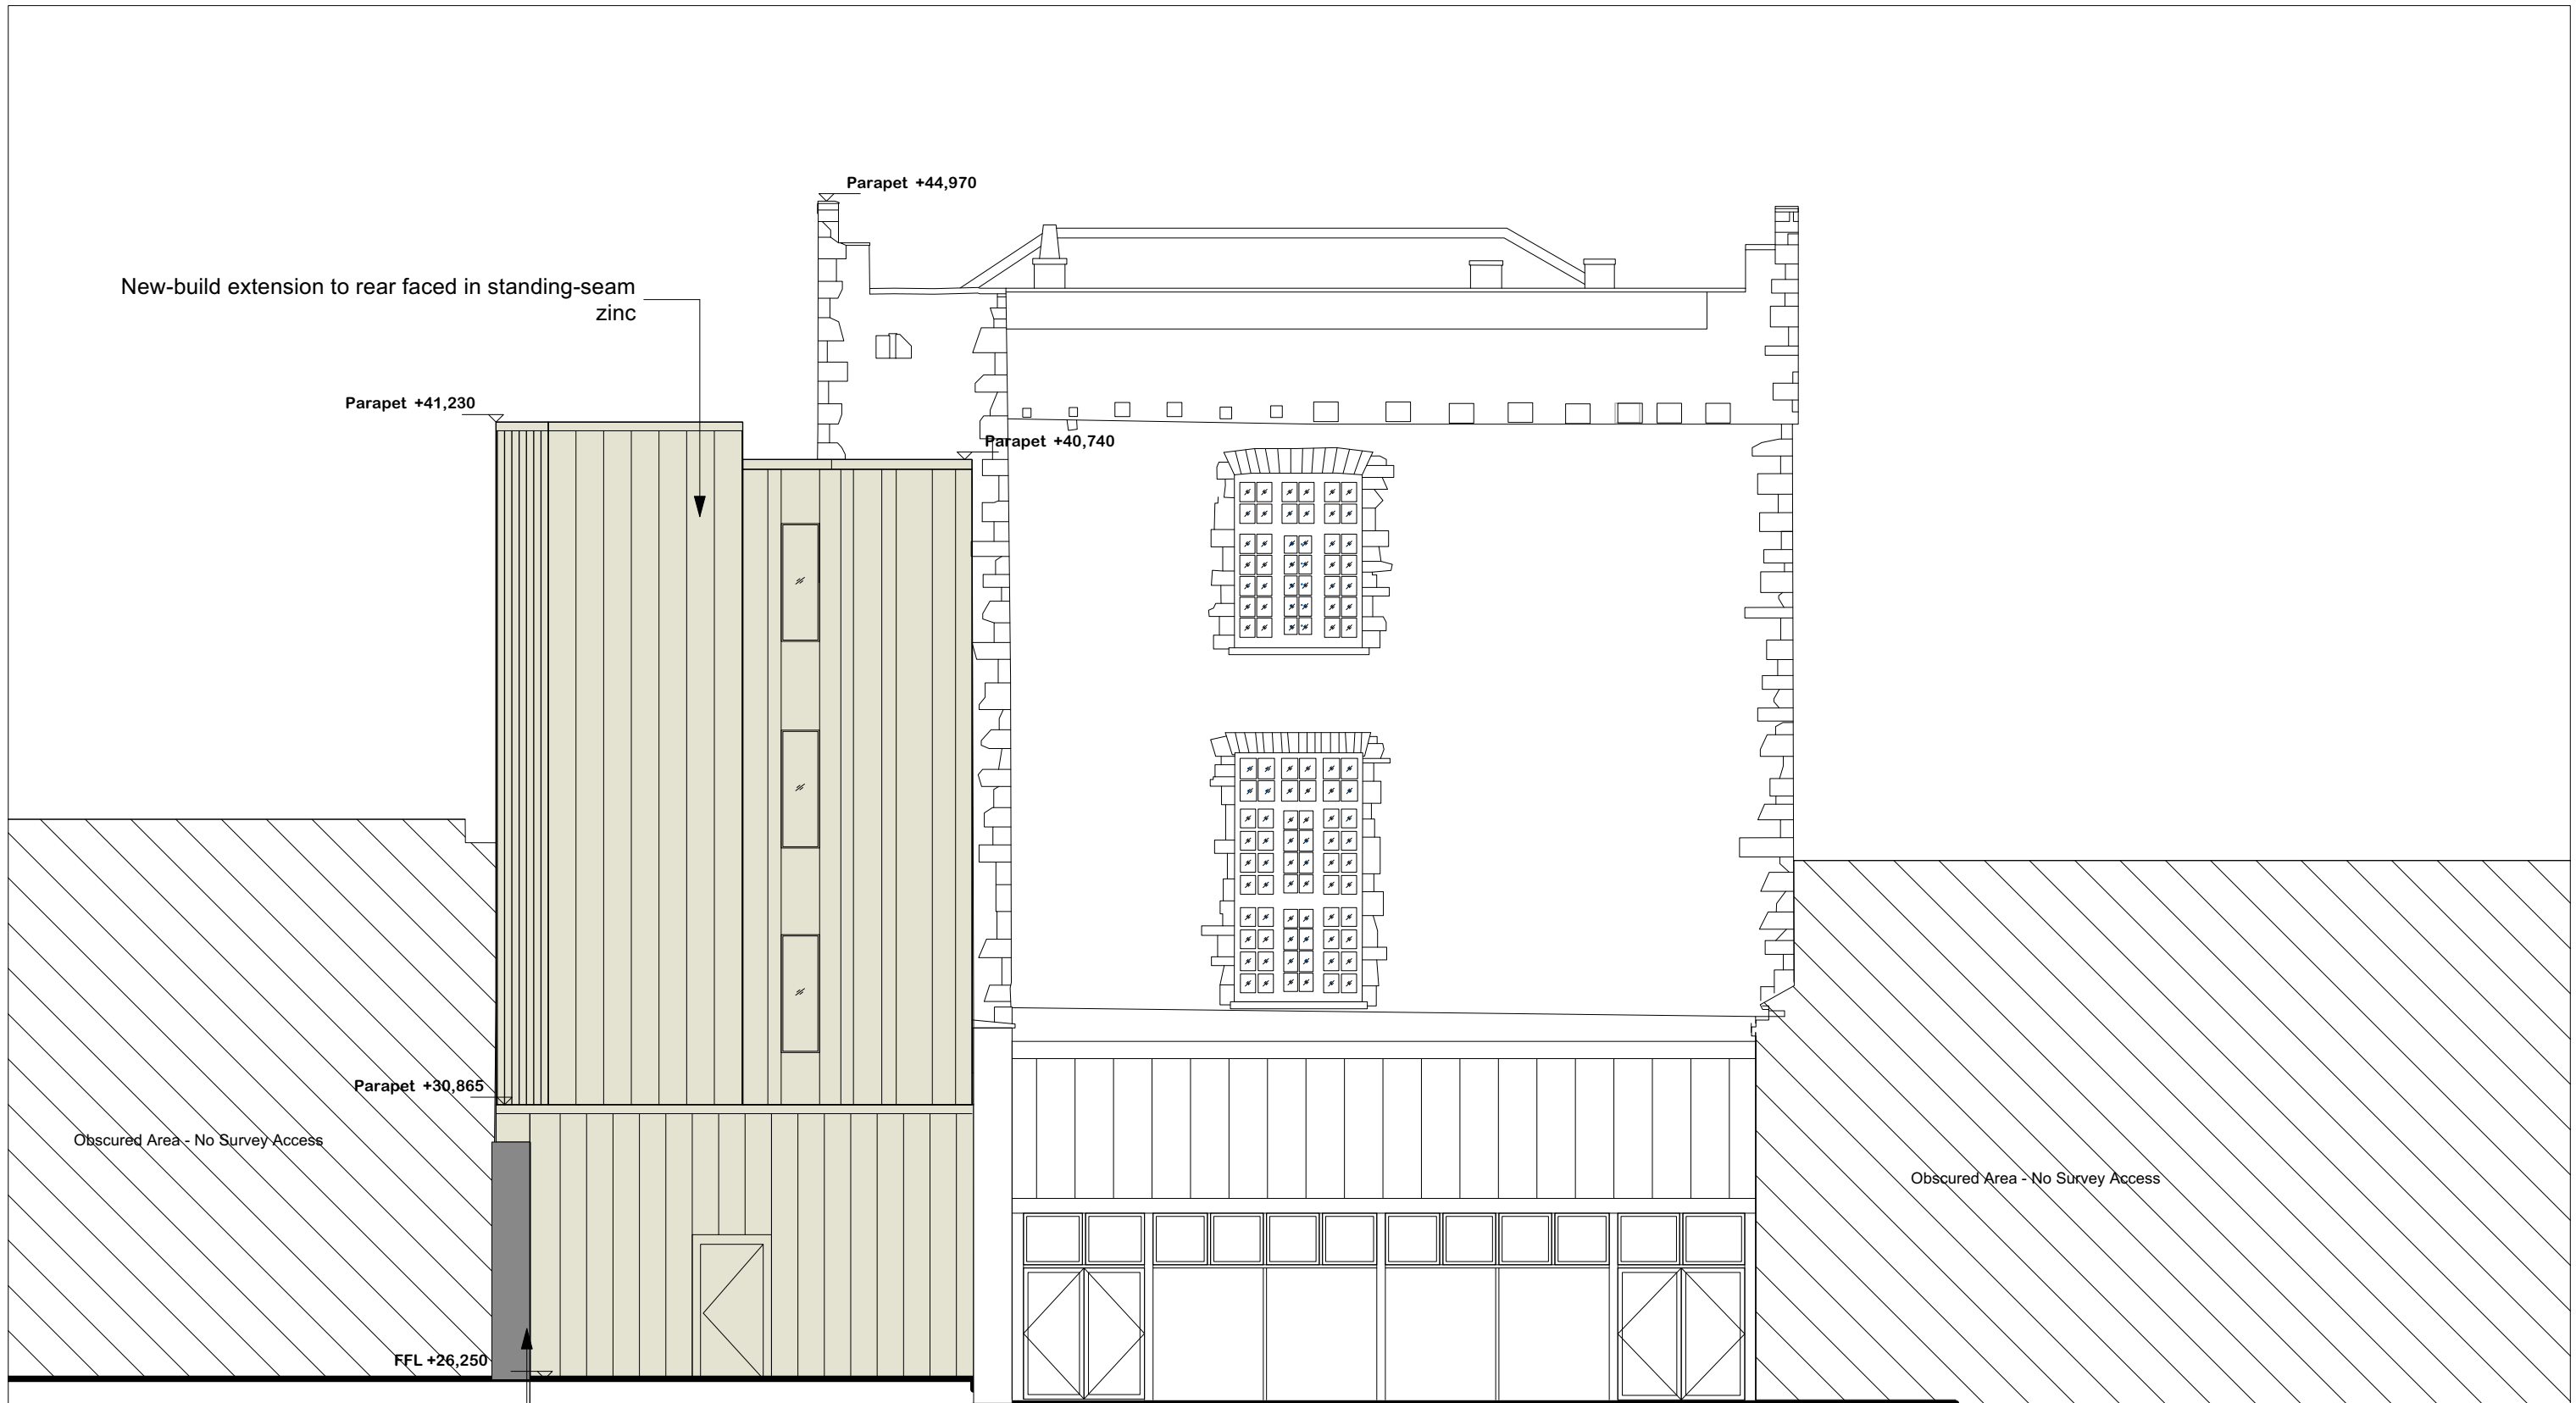 Parapet +44,970
New-build extension to rear faced in standing-seam
zinc
Parapet +41,230
Parapet +40,740
Parapet +30,865
Obscured Area - No Survey Access
Obscured Area - No Survey Access
FFL +26,250